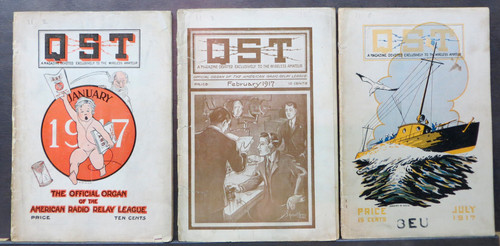 QST
A MAGAZINE DEVOTED EXCLUSIVELY TO THE WIRELESS AMATEUR
JANUARY
1917
THE OFFICIAL ORGAN
OF THE
AMERICAN RADIO RELAY LEAGUE
PRICE TEN CENTS
QST
A MAGAZINE DEVOTED EXCLUSIVELY TO THE WIRELESS AMATEUR
OFFICIAL ORGAN OF THE AMERICAN RADIO RELAY LEAGUE
PRICE February 1917 15 CENTS
QST
A MAGAZINE DEVOTED EXCLUSIVELY TO THE WIRELESS AMATEUR
PRICE JULY
15 CENTS 1917
8EU